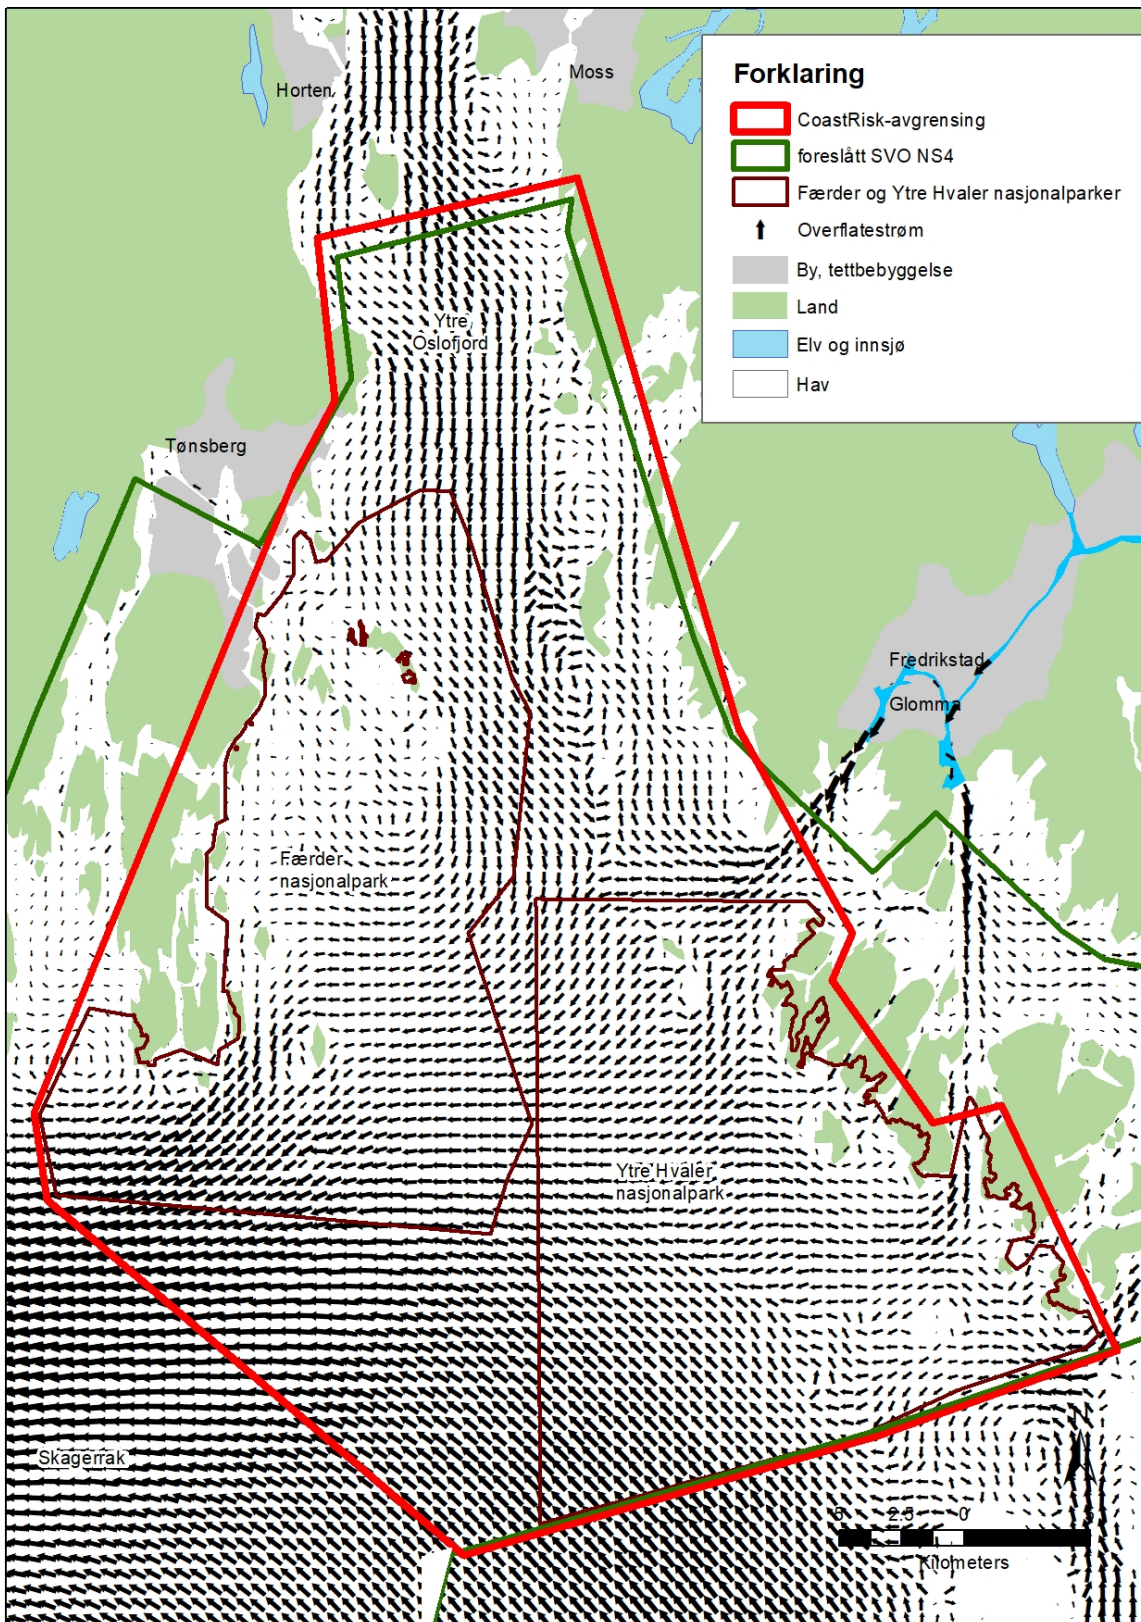 Horten
Moss
Forklaring
CoastRisk-avgrensing
foreslått SVO NS4
Færder og Ytre Hvaler nasjonalparker
Overflatestrøm
By, tettbebyggelse
Land
Elv og innsjø
Hav
Ytre
Oslofjord
Tønsberg
Fredrikstad
Glomma
Færder
nasjonalpark
Ytre Hvaler
nasjonalpark
Skagerrak
N
5 2.5 0 5
Kilometers